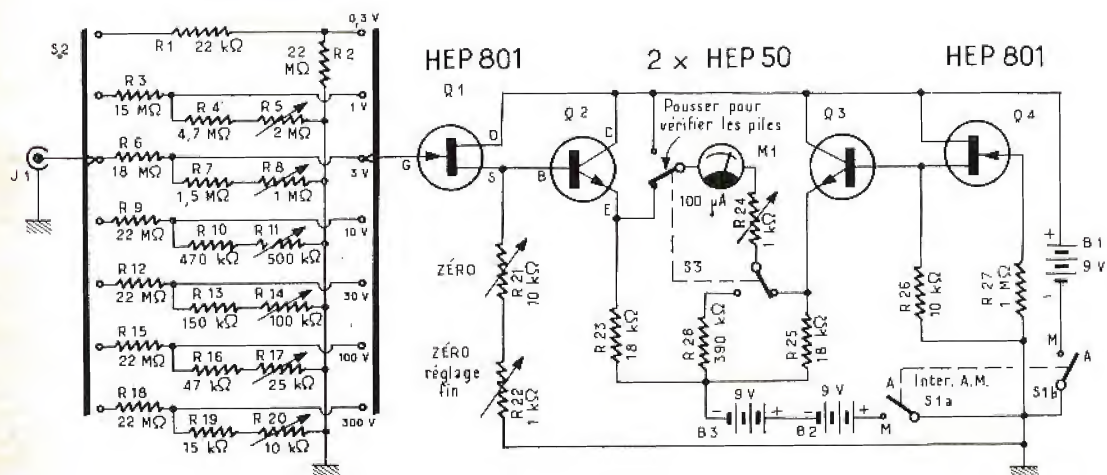 S2
0,3 V
R1 22 kΩ
22 MΩ R2
R3
15 MΩ
R4
4,7 MΩ
R5
2 MΩ
1 V
R6
18 MΩ
R7
1,5 MΩ
R8
1 MΩ
3 V
J1
R9
22 MΩ
R10
470 kΩ
R11
500 kΩ
10 V
R12
22 MΩ
R13
150 kΩ
R14
100 kΩ
30 V
R15
22 MΩ
R16
47 kΩ
R17
25 kΩ
100 V
R18
22 MΩ
R19
15 kΩ
R20
10 kΩ
300 V
HEP 801
Q1
G
D
S
2 x HEP 50
Q2
B
C
E
Pousser pour
vérifier les piles
M1
100 µA
R24
1 kΩ
Q3
HEP 801
Q4
ZÉRO
R21
10 kΩ
ZÉRO
réglage
fin
R22
1 kΩ
R23
18 kΩ
S3
R28
390 kΩ
R25
18 kΩ
R26
10 kΩ
R27
1 MΩ
+
B1
9 V
-
M
A
S1b
Inter. A.M.
A
S1a
M
- 9 V +
B3
- 9 V +
B2